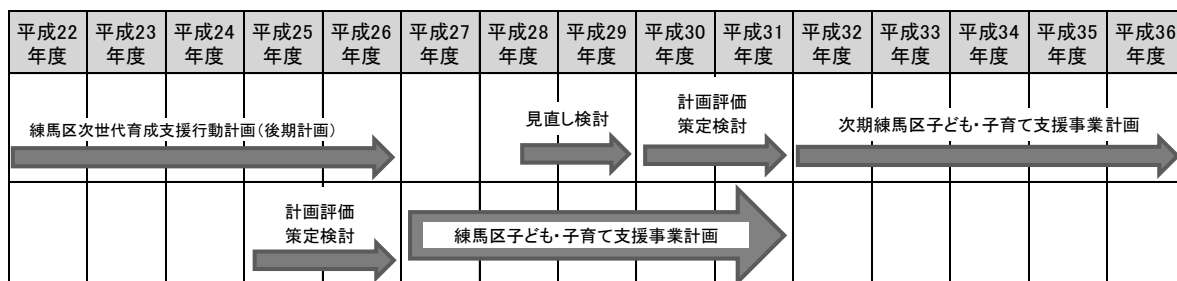 平成22年度 平成23年度 平成24年度 平成25年度 平成26年度 平成27年度 平成28年度 平成29年度 平成30年度 平成31年度 平成32年度 平成33年度 平成34年度 平成35年度 平成36年度
練馬区次世代育成支援行動計画(後期計画)
見直し検討
計画評価
策定検討
次期練馬区子ども・子育て支援事業計画
計画評価
策定検討
練馬区子ども・子育て支援事業計画